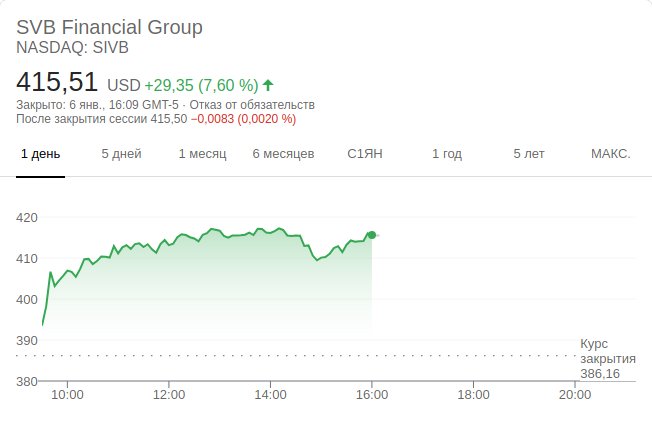 SVB Financial Group
NASDAQ: SIVB
415,51 USD +29,35 (7,60 %)
Закрыто: 6 янв., 16:09 GMT-5 · Отказ от обязательств
После закрытия сессии 415,50 −0,0083 (0,0020 %)
1 день 5 дней 1 месяц 6 месяцев С1ЯН 1 год 5 лет МАКС.
420
410
400
390
Курс
закрытия
386,16
380
10:00 12:00 14:00 16:00 18:00 20:00